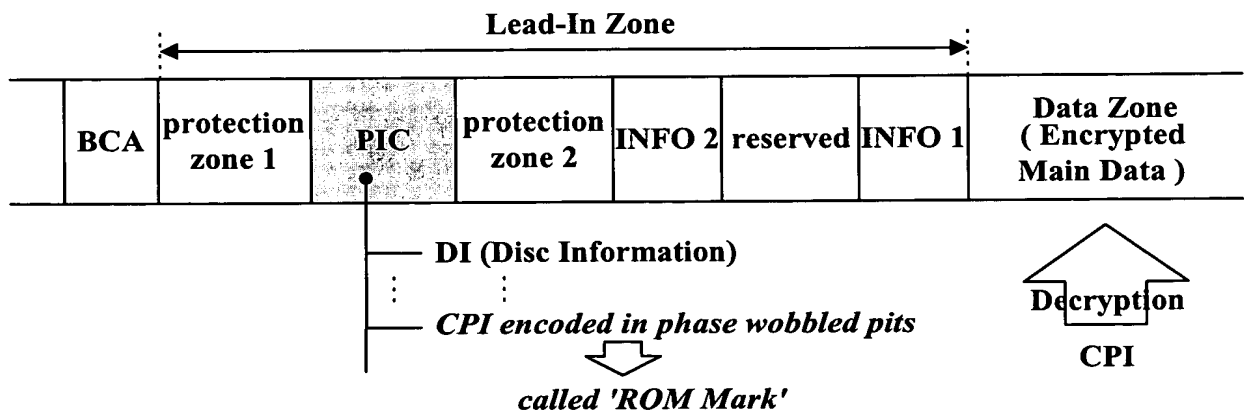 Lead-In Zone
BCA
protection
zone 1
PIC
protection
zone 2
INFO 2
reserved
INFO 1
Data Zone
( Encrypted
Main Data )
DI (Disc Information)
CPI encoded in phase wobbled pits
called 'ROM Mark'
Decryption
CPI